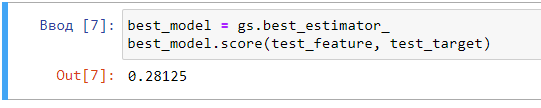 Ввод [7]: best_model = gs.best_estimator_
best_model.score(test_feature, test_target)
Out[7]: 0.28125